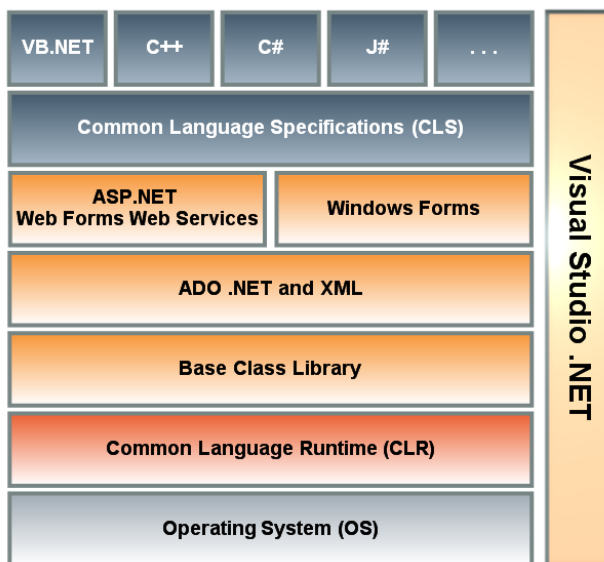 VB.NET
C++
C#
J#
. . .
Common Language Specifications (CLS)
ASP.NET
Web Forms Web Services
Windows Forms
ADO .NET and XML
Base Class Library
Common Language Runtime (CLR)
Operating System (OS)
Visual Studio .NET